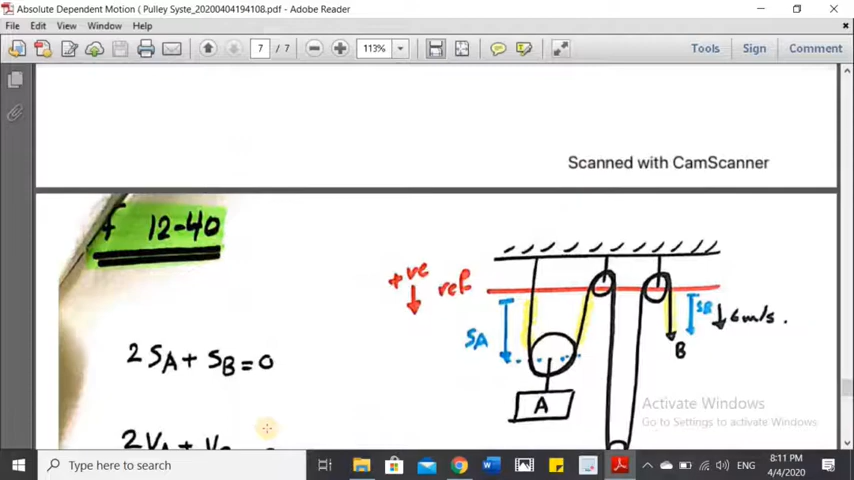 Absolute Dependent Motion ( Pulley Syste_20200404194108.pdf - Adobe Reader
File Edit View Window Help
7 / 7 113% Tools Sign Comment
Scanned with CamScanner
12-40
+ve
ref
SA
SB
6m/s.
B
A
2SA + SB = 0
2VA +
Activate Windows
Go to Settings to activate Windows.
Type here to search
ENG
8:11 PM
4/4/2020